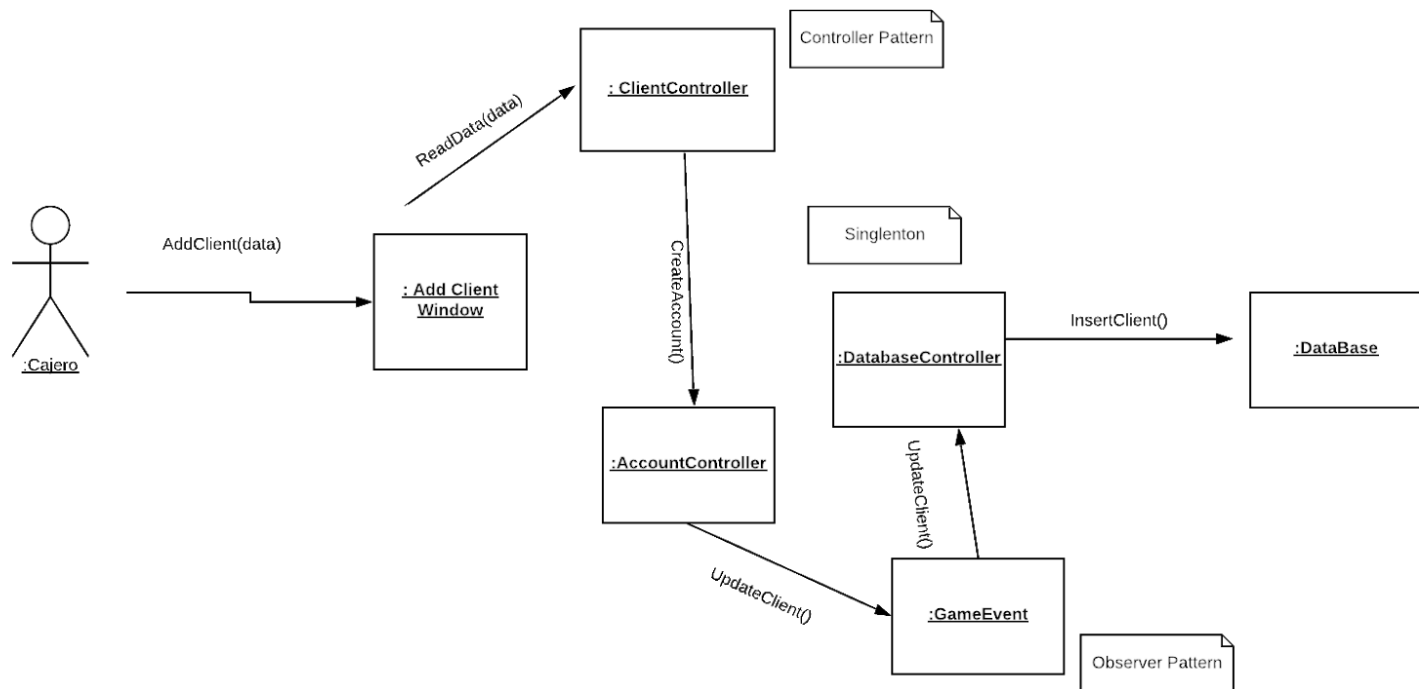 Controller Pattern
: ClientController
ReadData(data)
AddClient(data)
: Add Client
Window
:Cajero
CreateAccount()
Singlenton
:DatabaseController
InsertClient()
:DataBase
:AccountController
UpdateClient()
UpdateClient()
:GameEvent
Observer Pattern